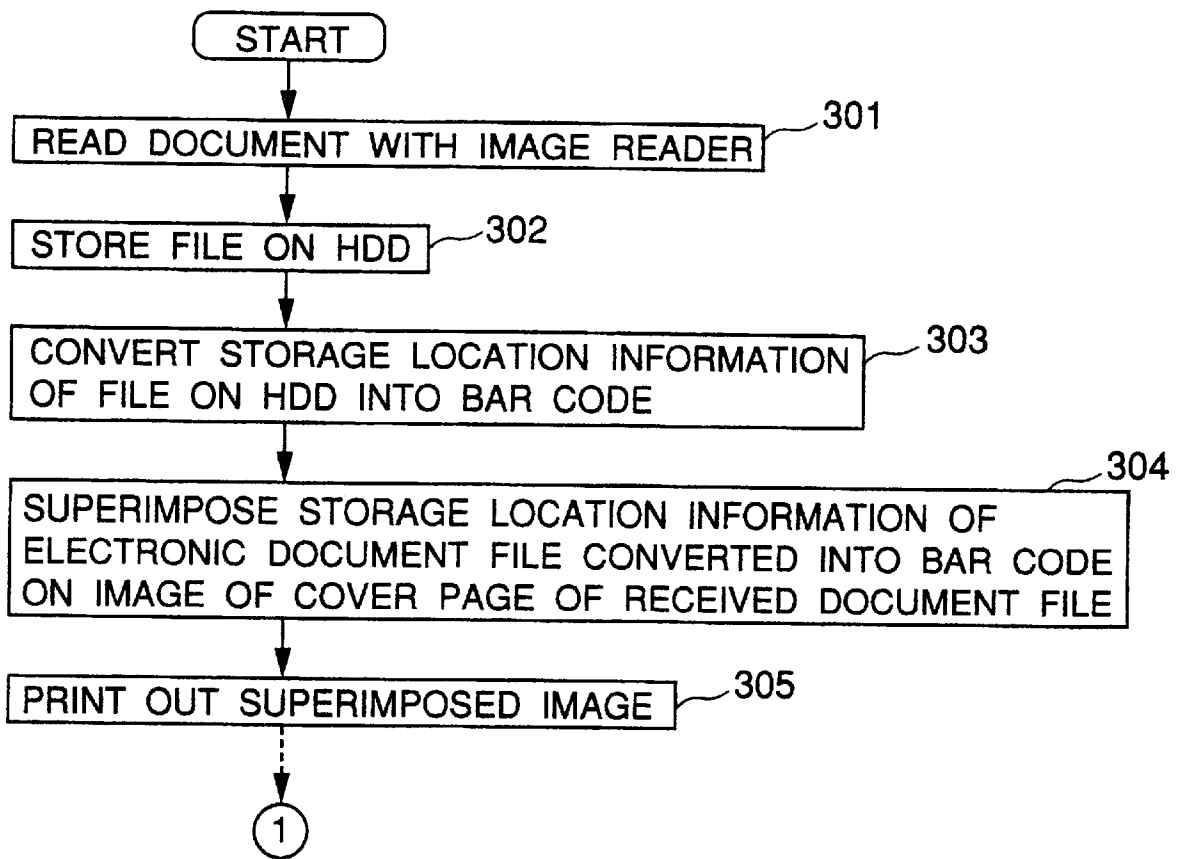 START
READ DOCUMENT WITH IMAGE READER
301
STORE FILE ON HDD
302
CONVERT STORAGE LOCATION INFORMATION
OF FILE ON HDD INTO BAR CODE
303
304
SUPERIMPOSE STORAGE LOCATION INFORMATION OF
ELECTRONIC DOCUMENT FILE CONVERTED INTO BAR CODE
ON IMAGE OF COVER PAGE OF RECEIVED DOCUMENT FILE
PRINT OUT SUPERIMPOSED IMAGE
305
1